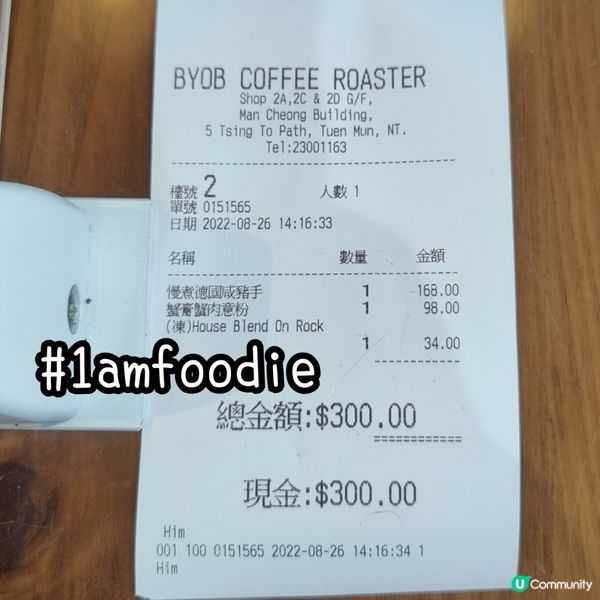 BYOB COFFEE ROASTER
Shop 2A,2C & 2D G/F,
Man Cheong Building,
5 Tsing To Path, Tuen Mun, NT.
Tel:23001163
檯號 2 人數 1
單號 0151565
日期 2022-08-26 14:16:33
名稱 數量 金額
慢煮德國咸豬手 1 168.00
蟹膏蟹肉意粉 1 98.00
(凍)House Blend On Rock
1 34.00
#1amfoodie
總金額:$300.00
現金:$300.00
Him
001 100 0151565 2022-08-26 14:16:34 1
Him
U Community